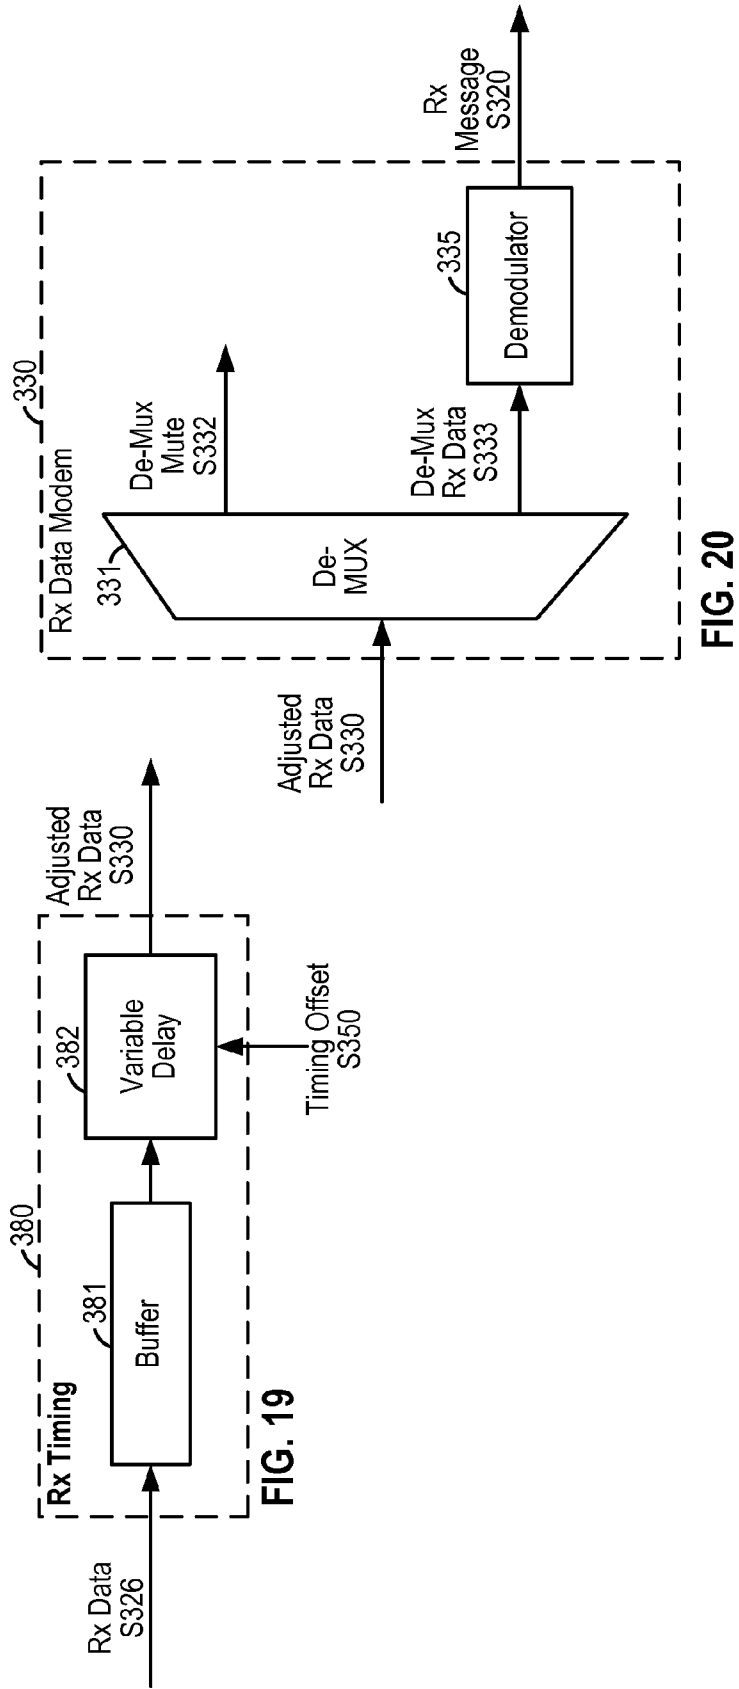 380
Rx Timing
381
Buffer
382
Variable
Delay
Rx Data
S326
Adjusted
Rx Data
S330
Timing Offset
S350
FIG. 19
330
Rx Data Modem
331
De-
MUX
De-Mux
Mute
S332
De-Mux
Rx Data
S333
335
Demodulator
Rx
Message
S320
Adjusted
Rx Data
S330
FIG. 20